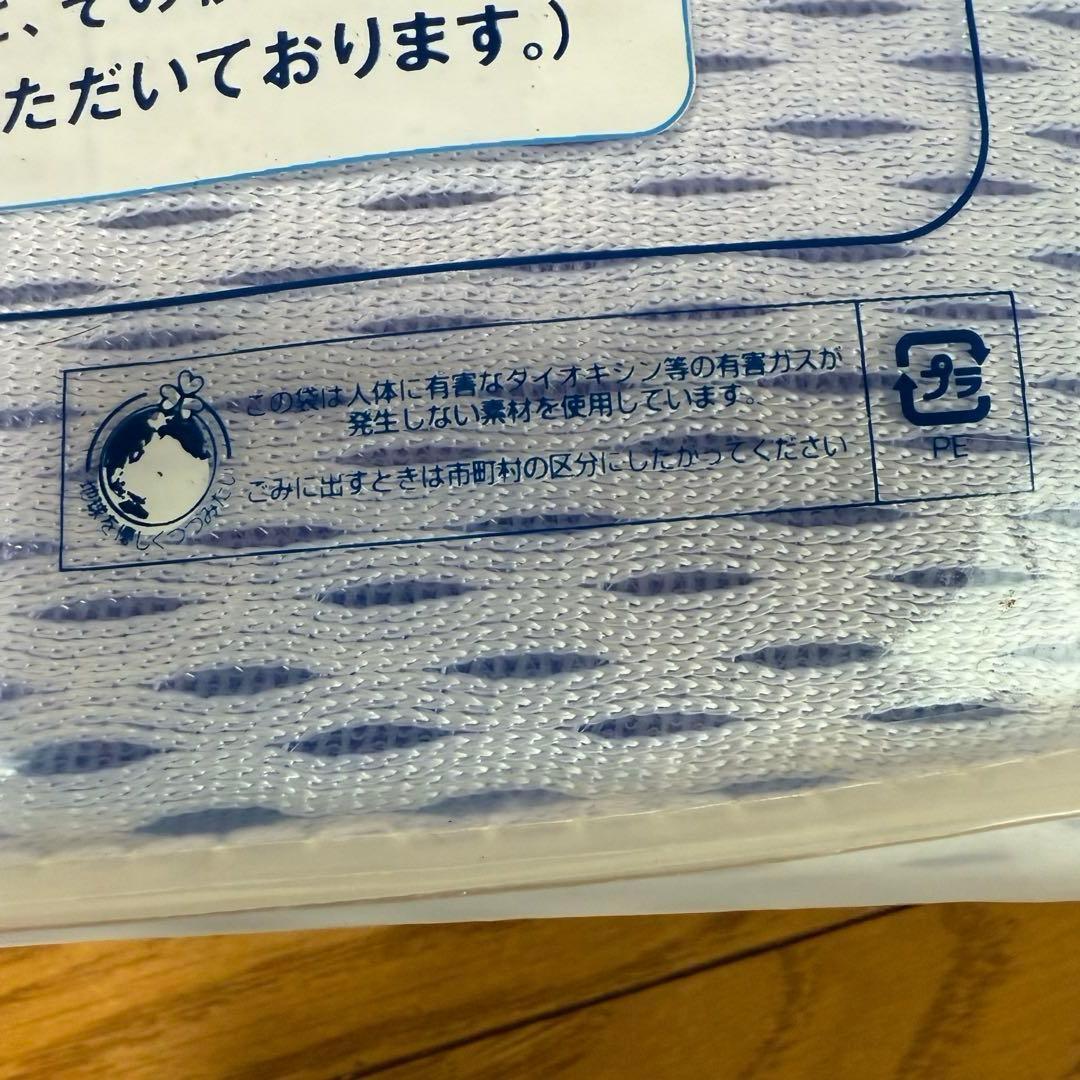 、その
ただいております。）
この袋は人体に有害なダイオキシン等の有害ガスが
発生しない素材を使用しています。
ごみに出すときは市町村の区分にしたがってください
地球を優しくつつみたい
プラ
PE